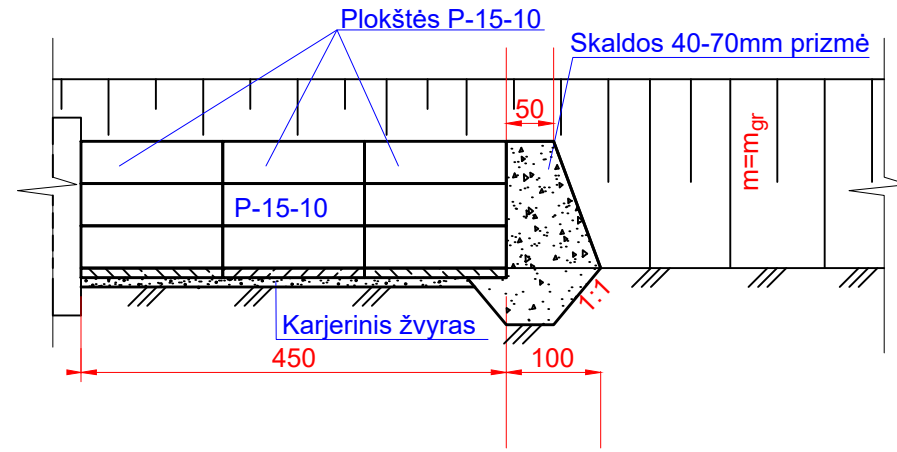 Plokštės P-15-10
Skaldos 40-70mm prizmė
50
m=mgr
P-15-10
1:1
Karjerinis žvyras
450
100